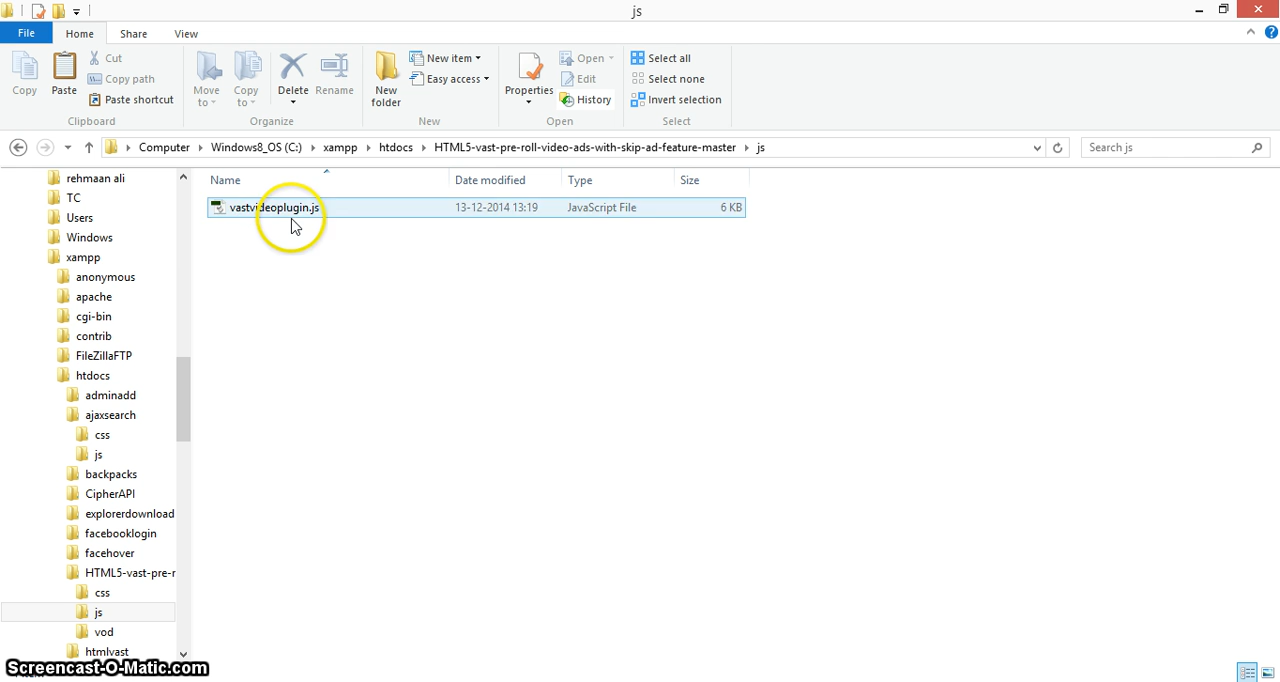 js
File Home Share View
Copy Paste Cut Copy path Paste shortcut Move to Copy to Delete Rename New folder New item Easy access Properties Open Edit History Select all Select none Invert selection
Clipboard Organize New Open Select
Computer Windows8_OS (C:) xampp htdocs HTML5-vast-pre-roll-video-ads-with-skip-ad-feature-master js Search js
Name Date modified Type Size
vastvideoplugin.js 13-12-2014 13:19 JavaScript File 6 KB
rehmaan ali
TC
Users
Windows
xampp
anonymous
apache
cgi-bin
contrib
FileZillaFTP
htdocs
adminadd
ajaxsearch
css
js
backpacks
CipherAPI
explorerdownload
facebooklogin
facehover
HTML5-vast-pre-r
css
js
vod
htmlvast
Screencast-O-Matic.com